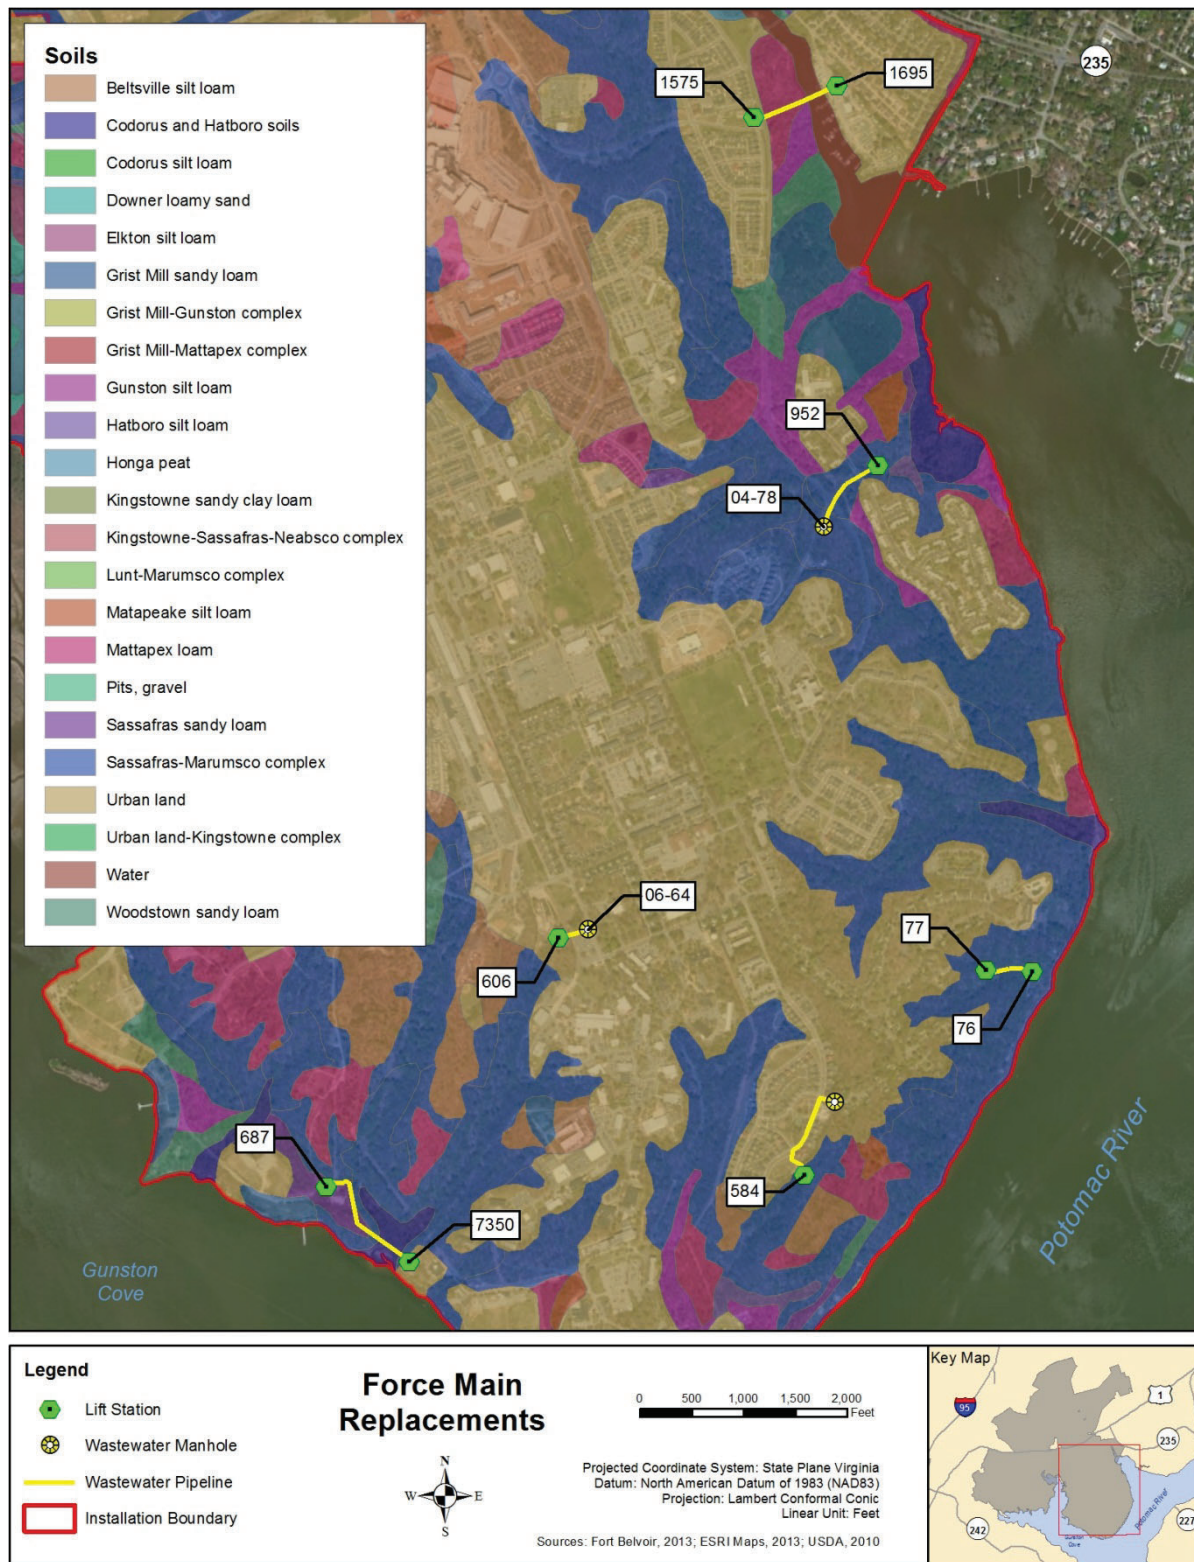 Soils
Beltsville silt loam
Codorus and Hatboro soils
Codorus silt loam
Downer loamy sand
Elkton silt loam
Grist Mill sandy loam
Grist Mill-Gunston complex
Grist Mill-Mattapex complex
Gunston silt loam
Hatboro silt loam
Honga peat
Kingstowne sandy clay loam
Kingstowne-Sassafras-Neabsco complex
Lunt-Marumsco complex
Matapeake silt loam
Mattapex loam
Pits, gravel
Sassafras sandy loam
Sassafras-Marumsco complex
Urban land
Urban land-Kingstowne complex
Water
Woodstown sandy loam
235
1575
1695
952
04-78
06-64
606
77
76
687
584
7350
Gunston
Cove
Potomac River
Legend
Lift Station
Wastewater Manhole
Wastewater Pipeline
Installation Boundary
Force Main
Replacements
N
W
E
S
0 500 1,000 1,500 2,000
Feet
Projected Coordinate System: State Plane Virginia
Datum: North American Datum of 1983 (NAD83)
Projection: Lambert Conformal Conic
Linear Unit: Feet
Sources: Fort Belvoir, 2013; ESRI Maps, 2013; USDA, 2010
Key Map
95
1
235
242
227
Potomac River
Gunston
Cove